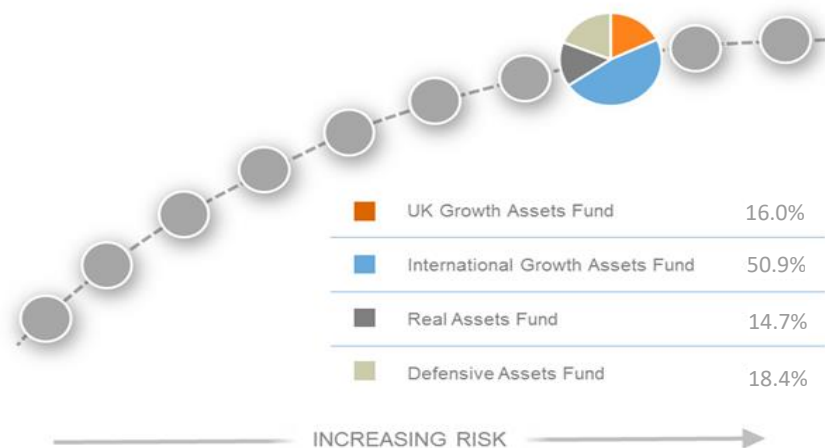 UK Growth Assets Fund 16.0%
International Growth Assets Fund 50.9%
Real Assets Fund 14.7%
Defensive Assets Fund 18.4%
INCREASING RISK